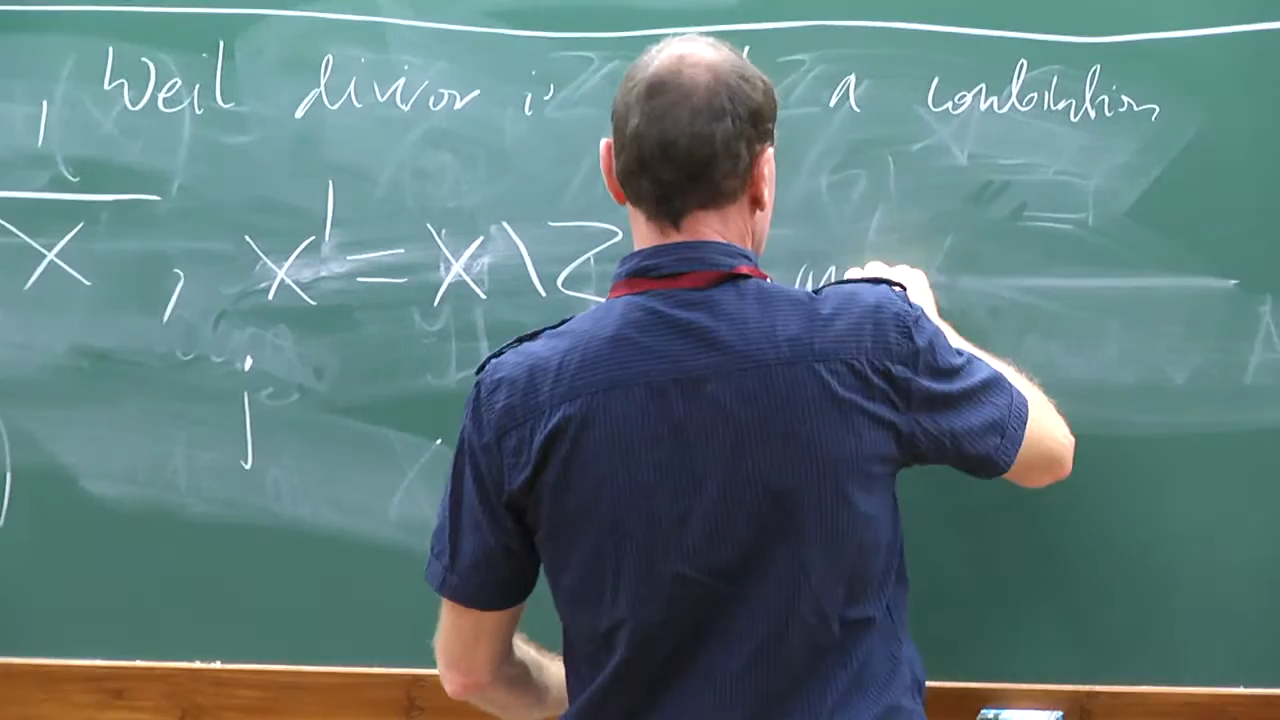 , Weil divisor is a combination
X , X' = X \ Z
j